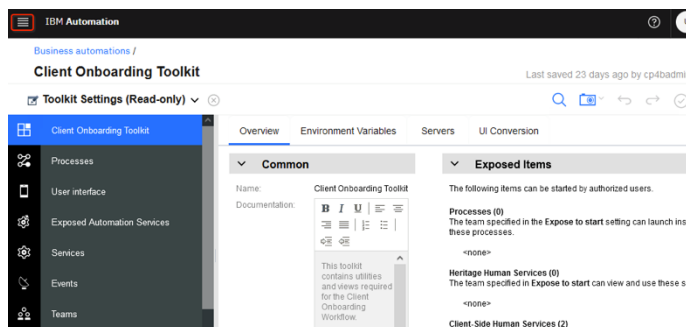 IBM Automation
Business automations /
Client Onboarding Toolkit
Last saved 23 days ago by cp4badmi
Toolkit Settings (Read-only)
Client Onboarding Toolkit
Processes
User interface
Exposed Automation Services
Services
Events
Teams
Overview Environment Variables Servers UI Conversion
Common
Name: Client Onboarding Toolkit
Documentation:
B I U
This toolkit
contains utilities
and views required
for the Client
Onboarding
Workflow.
Exposed Items
The following items can be started by authorized users.
Processes (0)
The team specified in the Expose to start setting can launch ins
these processes.
<none>
Heritage Human Services (0)
The team specified in Expose to start can view and use these s
<none>
Client-Side Human Services (2)